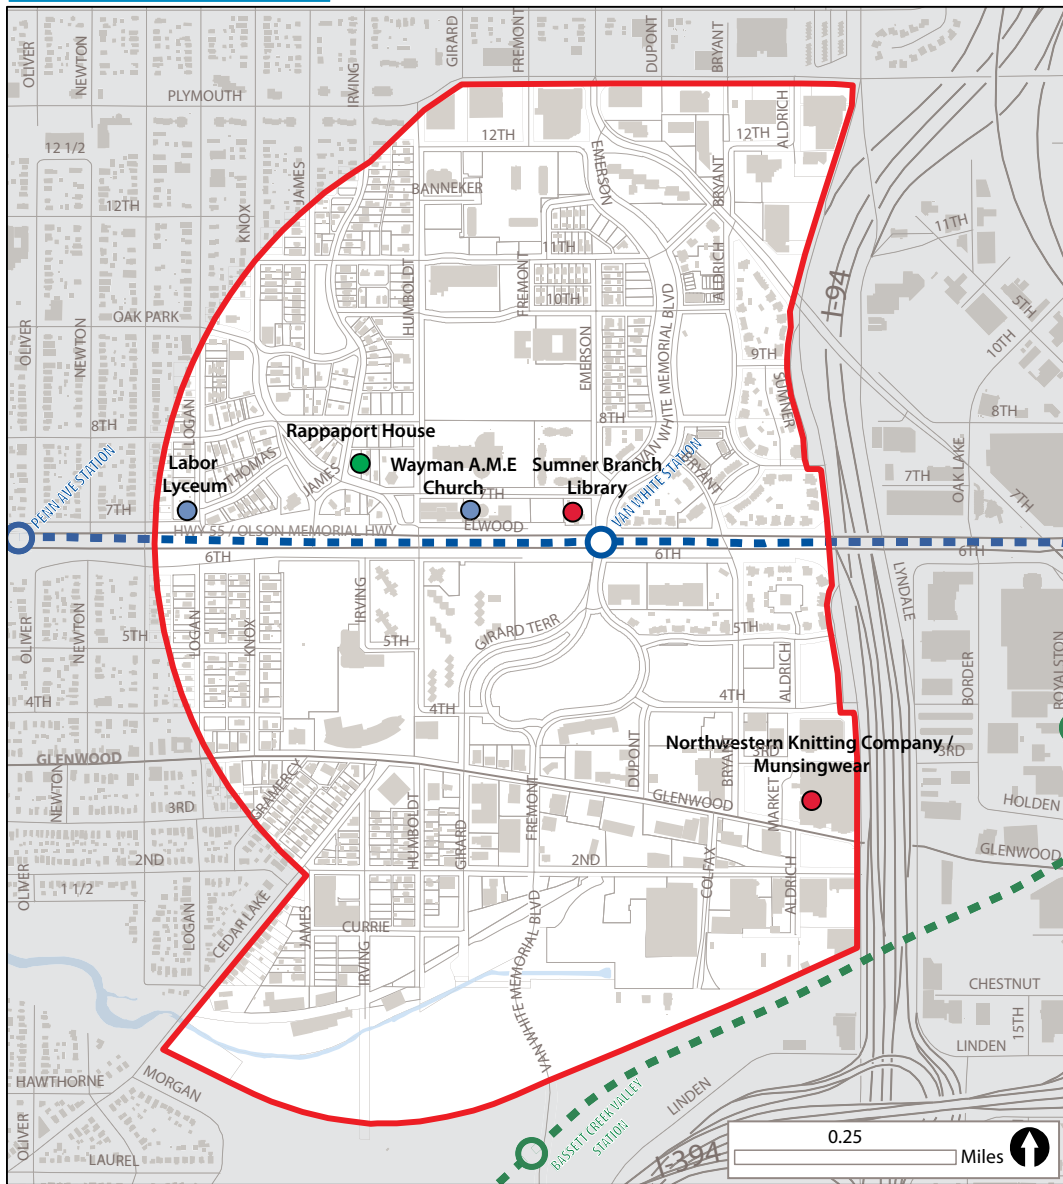 GIRARD
FREMONT
DUPONT
BRYANT
OLIVER
NEWTON
IRVING
PLYMOUTH
ALDRICH
12TH
12TH
12 1/2
EMERSON
JAMES
BANNEKER
BRYANT
12TH
KNOX
11TH
11TH
HUMBOLDT
FREMONT
ALDRICH
I-94
5TH
10TH
VAN WHITE MEMORIAL BLVD
OAK PARK
10TH
OLIVER
NEWTON
EMERSON
9TH
SUMNER
LOGAN
8TH
8TH
8TH
Rappaport House
OAK LAKE
Labor
Lyceum
THOMAS
JAMES
Wayman A.M.E
Church
Sumner Branch
Library
VAN WHITE STATION
BRYANT
7TH
7TH
PENN AVE STATION
7TH
7TH
ELWOOD
HWY 55 / OLSON MEMORIAL HWY
6TH
6TH
6TH
LYNDALE
IRVING
OLIVER
NEWTON
5TH
LOGAN
KNOX
5TH
GIRARD TERR
5TH
ALDRICH
BORDER
ROYALSTON
4TH
4TH
4TH
GLENWOOD
Northwestern Knitting Company /
Munsingwear
DUPONT
BRYANT
3RD
3RD
NEWTON
3RD
GRAMERCY
HUMBOLDT
GIRARD
FREMONT
GLENWOOD
MARKET
HOLDEN
GLENWOOD
2ND
2ND
OLIVER
1 1/2
COLFAX
ALDRICH
LOGAN
CEDAR LAKE
JAMES
CURRIE
IRVING
VAN WHITE MEMORIAL BLVD
CHESTNUT
15TH
LINDEN
HAWTHORNE
MORGAN
LINDEN
BASSETT CREEK VALLEY
STATION
OLIVER
LAUREL
I-394
0.25
Miles